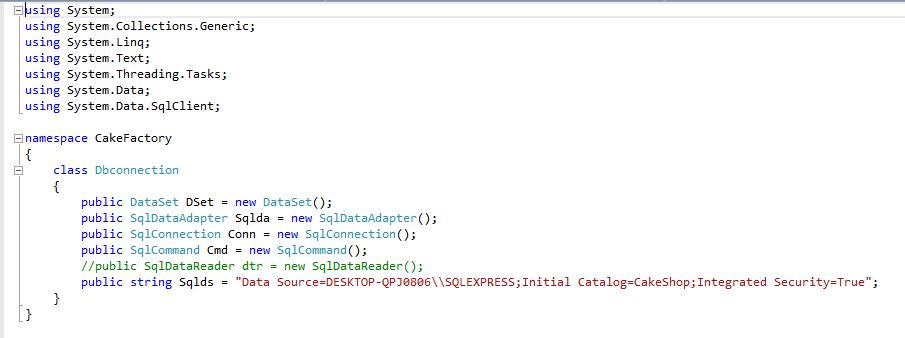 using System;
using System.Collections.Generic;
using System.Linq;
using System.Text;
using System.Threading.Tasks;
using System.Data;
using System.Data.SqlClient;
namespace CakeFactory
{
class Dbconnection
{
public DataSet DSet = new DataSet();
public SqlDataAdapter Sqlda = new SqlDataAdapter();
public SqlConnection Conn = new SqlConnection();
public SqlCommand Cmd = new SqlCommand();
//public SqlDataReader dtr = new SqlDataReader();
public string Sqlds = "Data Source=DESKTOP-QPJ0806\\SQLEXPRESS;Initial Catalog=CakeShop;Integrated Security=True";
}
}